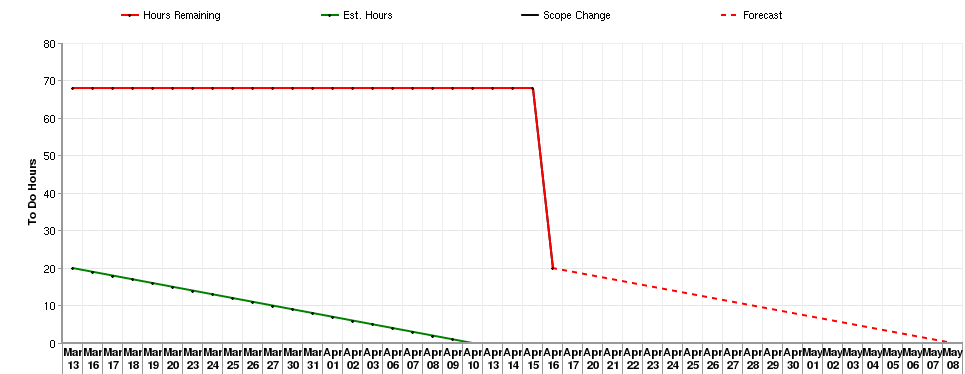 Hours Remaining Est. Hours Scope Change Forecast
To Do Hours
80
70
60
50
40
30
20
10
0
Mar Mar Mar Mar Mar Mar Mar Mar Mar Mar Mar Mar Mar Apr Apr Apr Apr Apr Apr Apr Apr Apr Apr Apr Apr Apr Apr Apr Apr Apr Apr Apr Apr Apr Apr Apr Apr May May May May May May May May
13 16 17 18 19 20 23 24 25 26 27 30 31 01 02 03 06 07 08 09 10 13 14 15 16 17 19 20 21 22 23 24 25 26 27 28 30 01 02 03 04 05 06 07 08